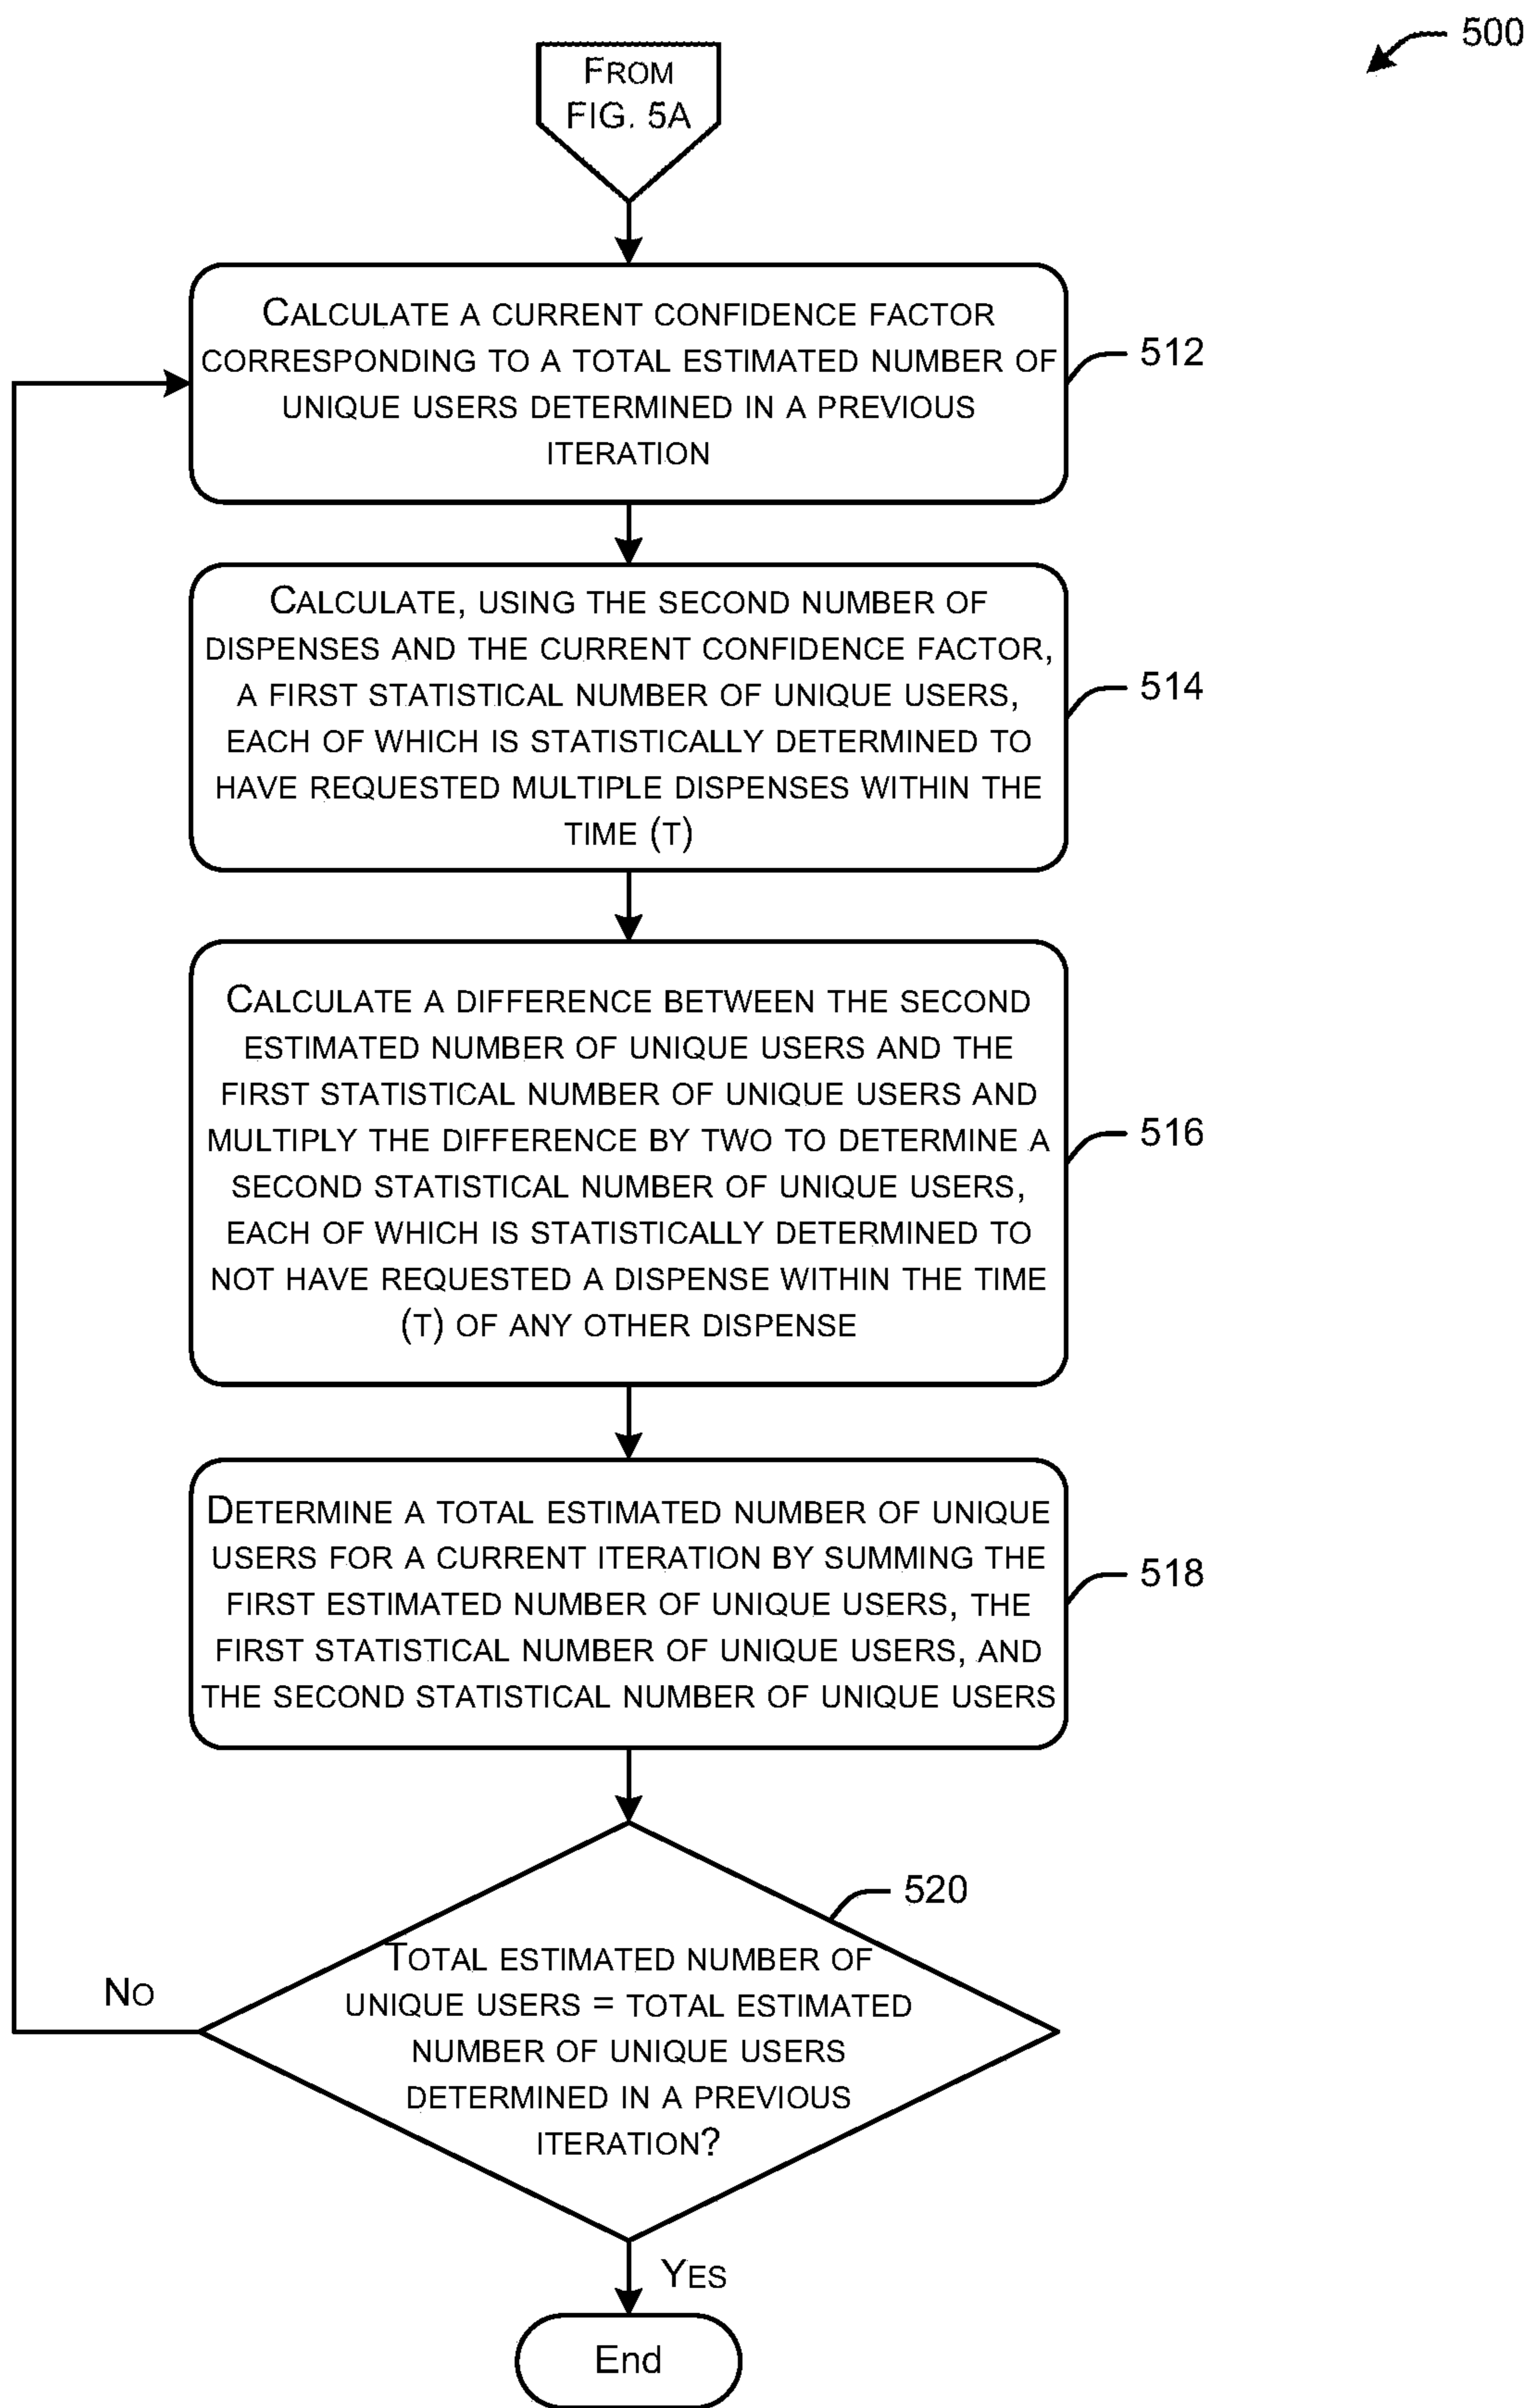 500
FROM
FIG. 5A
CALCULATE A CURRENT CONFIDENCE FACTOR
CORRESPONDING TO A TOTAL ESTIMATED NUMBER OF
UNIQUE USERS DETERMINED IN A PREVIOUS
ITERATION
512
CALCULATE, USING THE SECOND NUMBER OF
DISPENSES AND THE CURRENT CONFIDENCE FACTOR,
A FIRST STATISTICAL NUMBER OF UNIQUE USERS,
EACH OF WHICH IS STATISTICALLY DETERMINED TO
HAVE REQUESTED MULTIPLE DISPENSES WITHIN THE
TIME (T)
514
CALCULATE A DIFFERENCE BETWEEN THE SECOND
ESTIMATED NUMBER OF UNIQUE USERS AND THE
FIRST STATISTICAL NUMBER OF UNIQUE USERS AND
MULTIPLY THE DIFFERENCE BY TWO TO DETERMINE A
SECOND STATISTICAL NUMBER OF UNIQUE USERS,
EACH OF WHICH IS STATISTICALLY DETERMINED TO
NOT HAVE REQUESTED A DISPENSE WITHIN THE TIME
(T) OF ANY OTHER DISPENSE
516
DETERMINE A TOTAL ESTIMATED NUMBER OF UNIQUE
USERS FOR A CURRENT ITERATION BY SUMMING THE
FIRST ESTIMATED NUMBER OF UNIQUE USERS, THE
FIRST STATISTICAL NUMBER OF UNIQUE USERS, AND
THE SECOND STATISTICAL NUMBER OF UNIQUE USERS
518
520
TOTAL ESTIMATED NUMBER OF
UNIQUE USERS = TOTAL ESTIMATED
NUMBER OF UNIQUE USERS
DETERMINED IN A PREVIOUS
ITERATION?
NO
YES
End